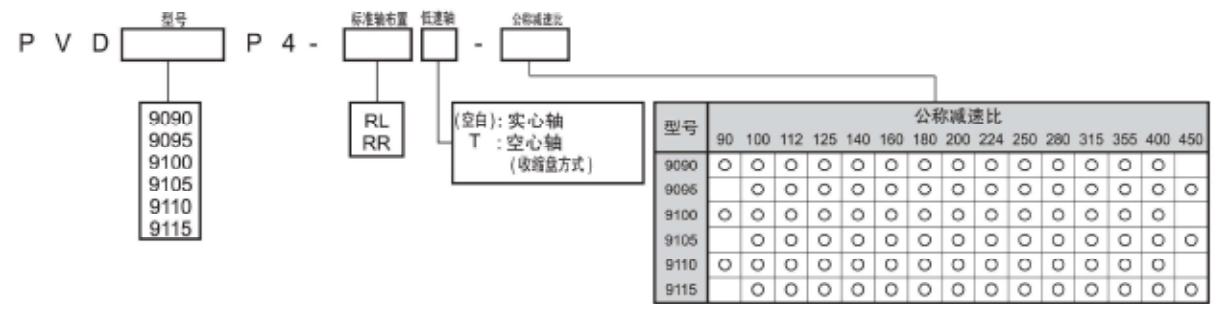 型号 标准轴布置 低速轴 公称减速比
P V D P 4 - -
9090
9095
9100
9105
9110
9115
RL
RR
(空白): 实心轴
T : 空心轴
(收缩盘方式)
型号 公称减速比
90 100 112 125 140 160 180 200 224 250 280 315 355 400 450
9090 ○ ○ ○ ○ ○ ○ ○ ○ ○ ○ ○ ○ ○ ○
9095 ○ ○ ○ ○ ○ ○ ○ ○ ○ ○ ○ ○ ○ ○
9100 ○ ○ ○ ○ ○ ○ ○ ○ ○ ○ ○ ○ ○ ○
9105 ○ ○ ○ ○ ○ ○ ○ ○ ○ ○ ○ ○ ○ ○
9110 ○ ○ ○ ○ ○ ○ ○ ○ ○ ○ ○ ○ ○ ○
9115 ○ ○ ○ ○ ○ ○ ○ ○ ○ ○ ○ ○ ○ ○